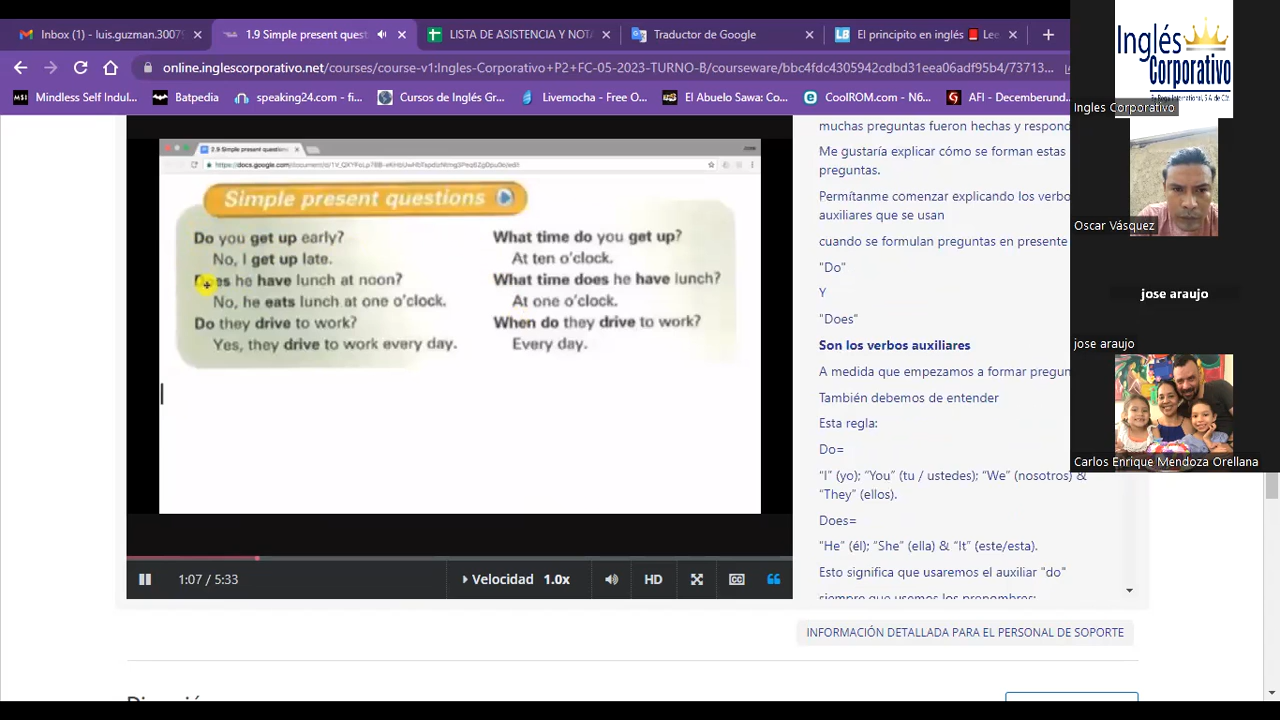 Inbox (1) - luis.guzman.30079
1.9 Simple present quest
LISTA DE ASISTENCIA Y NOTA
Traductor de Google
El principito en inglés
Lee
online.inglescorporativo.net/courses/course-v1:Ingles-Corporativo+P2+FC-05-2023-TURNO-B/courseware/bbc4fdc4305942cdbd31eea06adf95b4/73713...
Mindless Self Indul...
Batpedia
speaking24.com - fi...
Cursos de Inglés Gir...
Livemocha - Free O...
El Abuelo Sawa: Co...
CoolROM.com - N6...
AFI - Decemberund...
Inglés
Corporativo
Ingles Corporativo
Oscar Vásquez
jose araujo
jose araujo
Carlos Enrique Mendoza Orellana
Simple present questions
Do you get up early?
No, I get up late.
Does he have lunch at noon?
No, he eats lunch at one o'clock.
Do they drive to work?
Yes, they drive to work every day.
What time do you get up?
At ten o'clock.
What time does he have lunch?
At one o'clock.
When do they drive to work?
Every day.
1:07 / 5:33
Velocidad 1.0x
HD
muchas preguntas fueron hechas y respond
Me gustaría explicar cómo se forman estas
preguntas.
Permítanme comenzar explicando los verbo
auxiliares que se usan
cuando se formulan preguntas en presente
"Do"
Y
"Does"
Son los verbos auxiliares
A medida que empezamos a formar pregun
También debemos de entender
Esta regla:
Do=
"I" (yo); "You" (tu / ustedes); "We" (nosotros) &
"They" (ellos).
Does=
"He" (él); "She" (ella) & "It" (este/esta).
Esto significa que usaremos el auxiliar "do"
siempre que usemos los pronombres:
INFORMACIÓN DETALLADA PARA EL PERSONAL DE SOPORTE